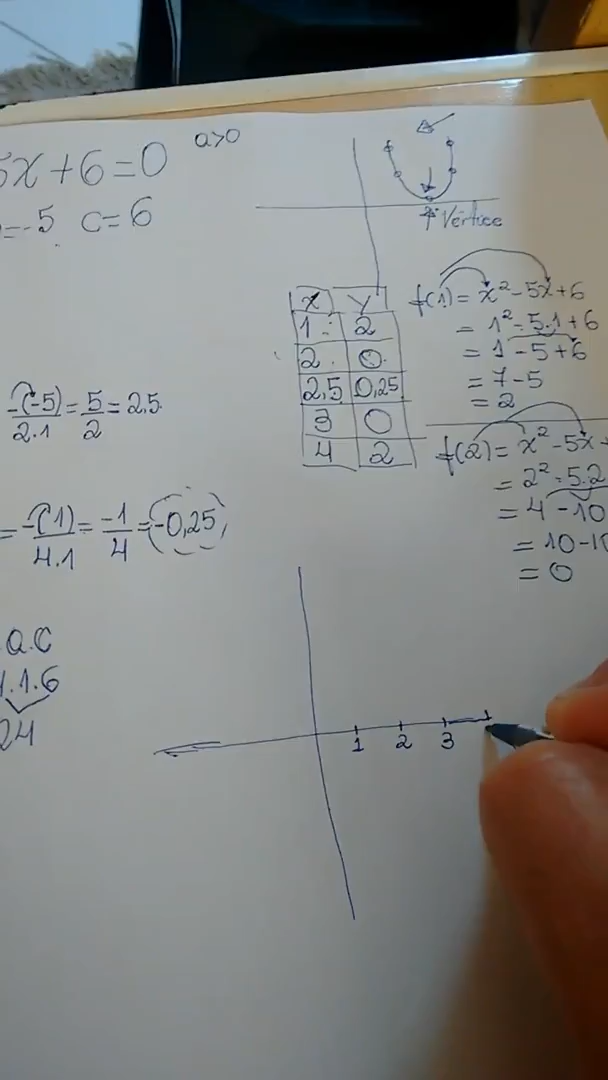 5x+6=0 a>0
=-5 c=6
Vértice
x y
1 2
2 0
2,5 0,25
3 0
4 2
f(1)=x²-5x+6
=1²-5.1+6
=1-5+6
=7-5
=2
f(2)=x²-5x+
=2²-5.2
=4-10
=10-10
=0
-(-5)/2.1=5/2=2,5
=-(1)/4.1=-1/4=-0,25
.a.c
.1.6
24
1 2 3